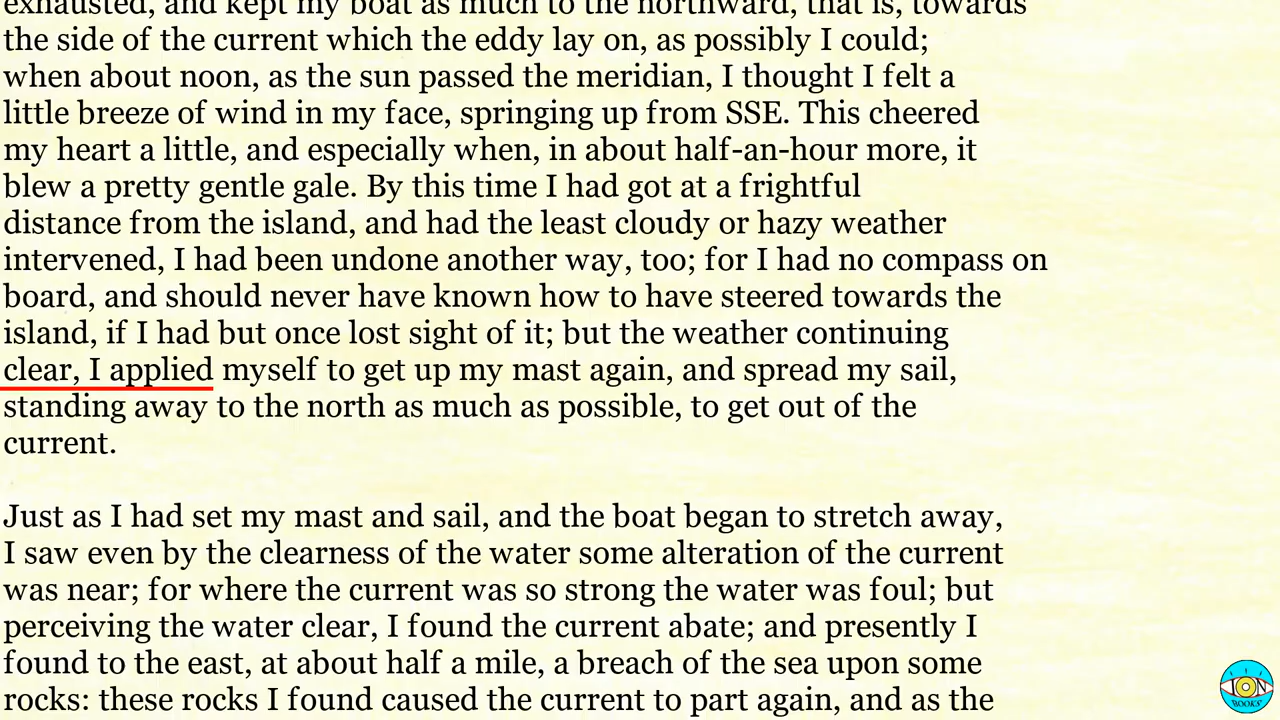 exhausted, and kept my boat as much to the northward, that is, towards
the side of the current which the eddy lay on, as possibly I could;
when about noon, as the sun passed the meridian, I thought I felt a
little breeze of wind in my face, springing up from SSE. This cheered
my heart a little, and especially when, in about half-an-hour more, it
blew a pretty gentle gale. By this time I had got at a frightful
distance from the island, and had the least cloudy or hazy weather
intervened, I had been undone another way, too; for I had no compass on
board, and should never have known how to have steered towards the
island, if I had but once lost sight of it; but the weather continuing
clear, I applied myself to get up my mast again, and spread my sail,
standing away to the north as much as possible, to get out of the
current.
Just as I had set my mast and sail, and the boat began to stretch away,
I saw even by the clearness of the water some alteration of the current
was near; for where the current was so strong the water was foul; but
perceiving the water clear, I found the current abate; and presently I
found to the east, at about half a mile, a breach of the sea upon some
rocks: these rocks I found caused the current to part again, and as the
ION
BOOKS